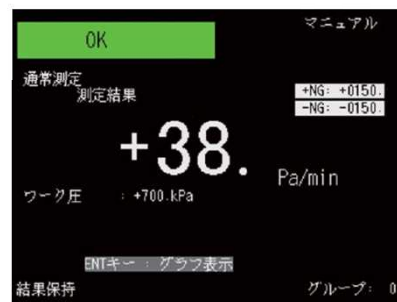 OK
マニュアル
通常測定
測定結果
+NG: +0150.
-NG: -0150.
+38. Pa/min
ワーク圧 : +700.kPa
ENTキー : グラフ表示
結果保持
グループ: 0